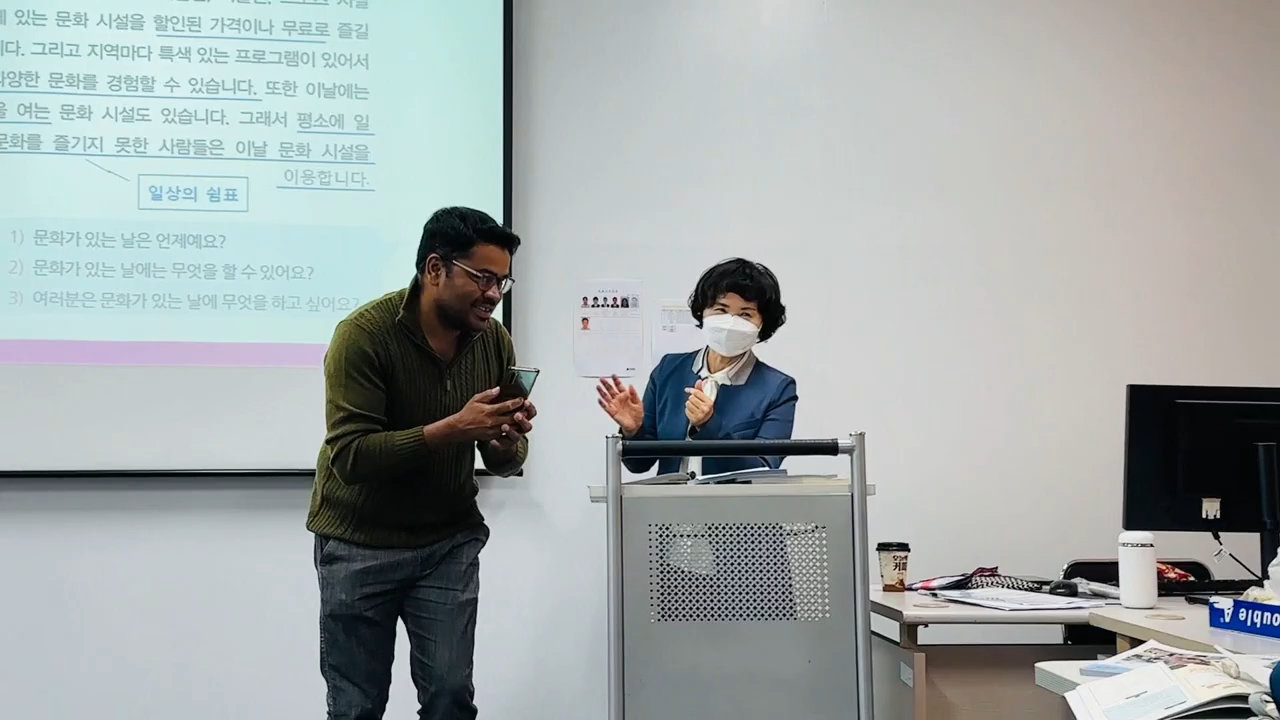 에 있는 문화 시설을 할인된 가격이나 무료로 즐길
다. 그리고 지역마다 특색 있는 프로그램이 있어서
다양한 문화를 경험할 수 있습니다. 또한 이날에는
을 여는 문화 시설도 있습니다. 그래서 평소에 일
문화를 즐기지 못한 사람들은 이날 문화 시설을
이용합니다.
일상의 쉼표
1) 문화가 있는 날은 언제예요?
2) 문화가 있는 날에는 무엇을 할 수 있어요?
3) 여러분은 문화가 있는 날에 무엇을 하고 싶어요?
커피
Double A